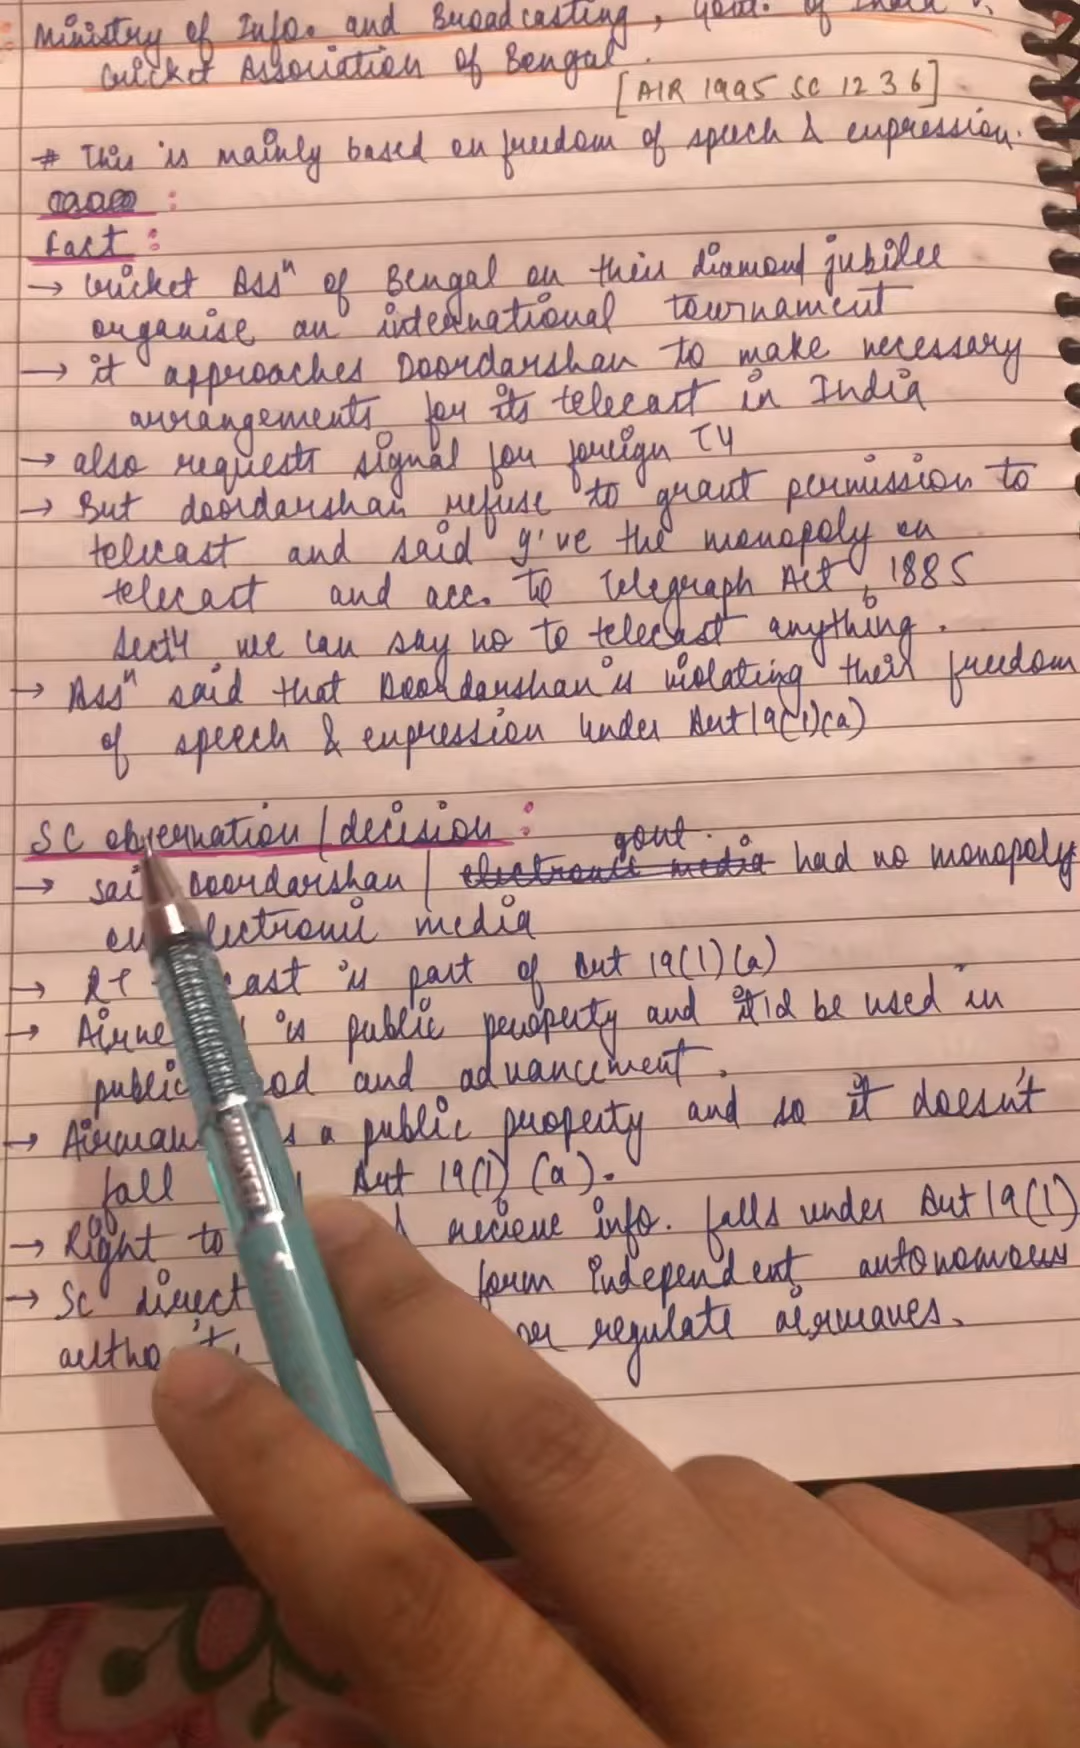 Ministry of Info. and Broadcasting, Govt. of India v.
Cricket Association of Bengal.
[AIR 1995 SC 1236]
# This is mainly based on freedom of speech & expression.
Fact :
→ Cricket Assⁿ of Bengal on their diamond jubilee
organise an international tournament
→ it approaches Doordarshan to make necessary
arrangements for its telecast in India
→ also requests signal for foreign TV
→ But doordarshan refuse to grant permission to
telecast and said g've the monopoly on
telecast and acc. to Telegraph Act, 1885
Sect4 we can say no to telecast anything.
→ Assⁿ said that Doordarshan is violating their freedom
of speech & expression under Art 19(1)(a)
SC observation / decision :
→ Doordarshan / govt. had no monopoly
media
→ Rt is part of Art 19(1)(a)
→ is public property and be used in
public and advancement.
→ a public property and so it doesn't
fall Art 19(1)(a).
→ Right to recieve info. falls under Art 19(1)
→ SC direct form independent autonomous
regulate airwaves.